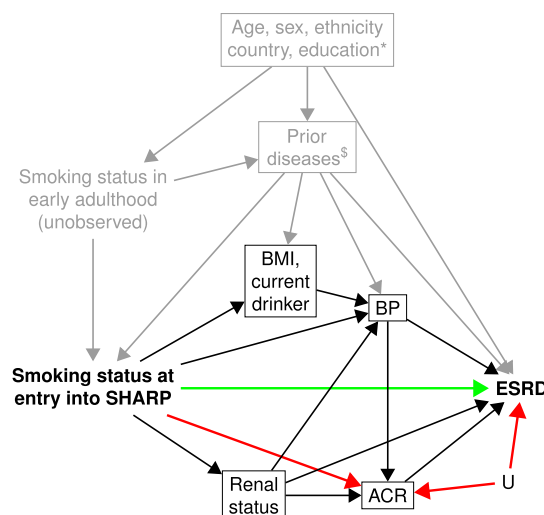 Age, sex, ethnicity
country, education*
Prior
diseases$
Smoking status in
early adulthood
(unobserved)
BMI,
current
drinker
BP
Smoking status at
entry into SHARP
ESRD
Renal
status
ACR
U